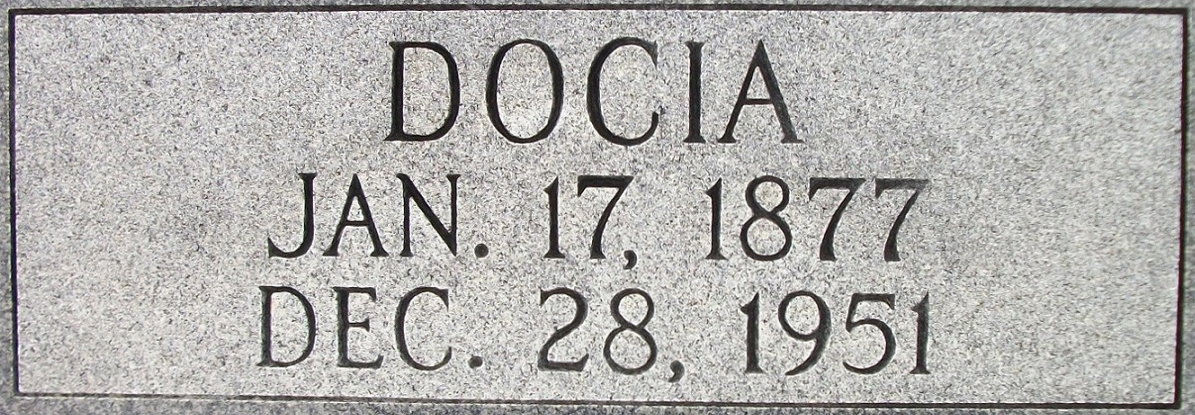 DOCIA
JAN. 17, 1877
DEC. 28, 1951